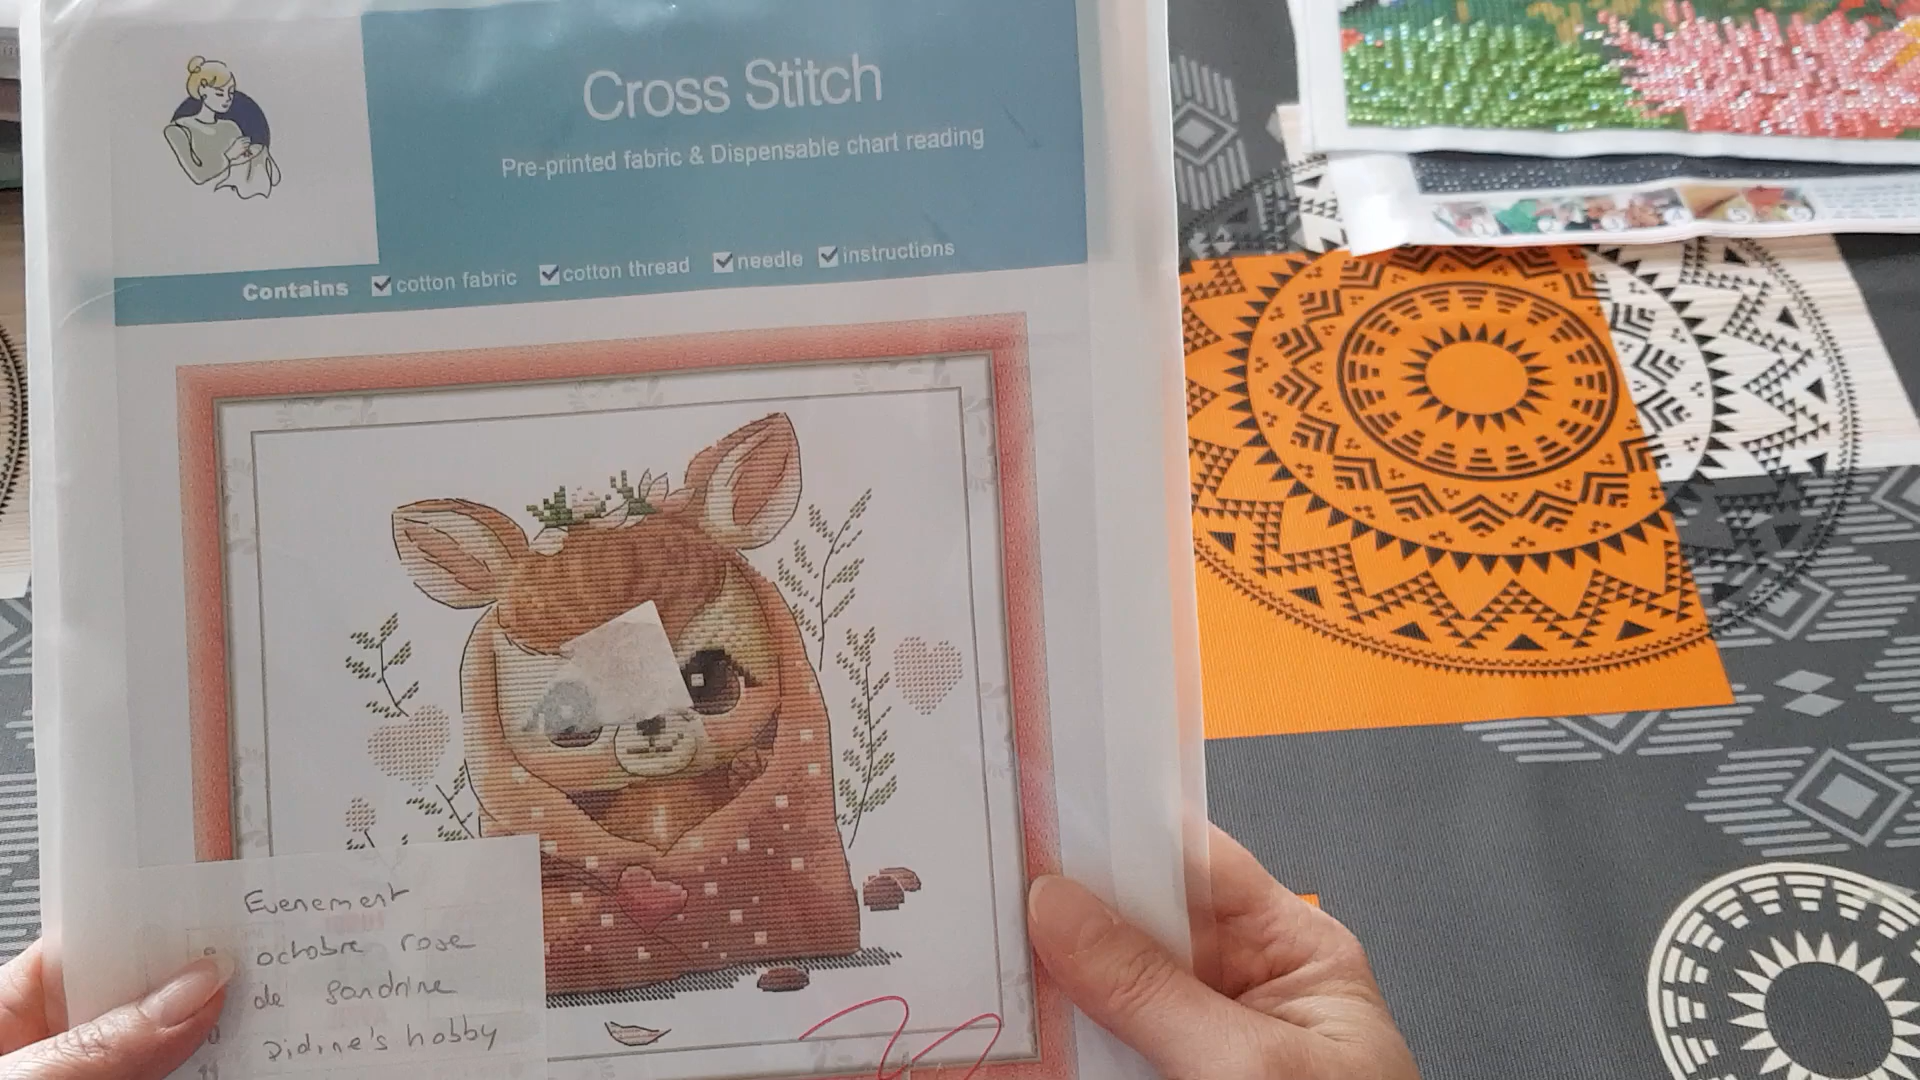 Cross Stitch
Pre-printed fabric & Dispensable chart reading
Contains cotton fabric cotton thread needle instructions
Evenement
octobre rose
de Sandrine
Didine's hobby